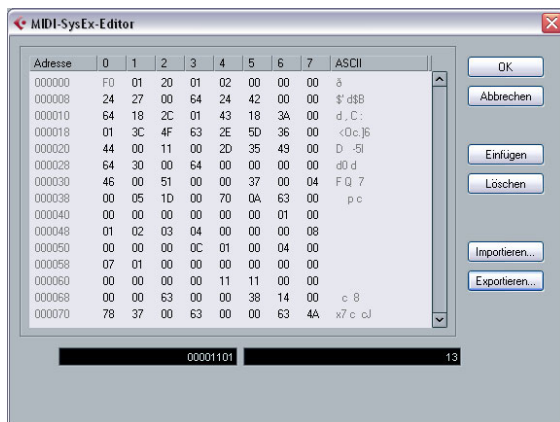 MIDI-SysEx-Editor
Adresse 0 1 2 3 4 5 6 7 ASCII
000000 F0 01 20 01 02 00 00 00 ð
000008 24 27 00 64 24 42 00 00 $' d$B
000010 64 18 2C 01 43 18 3A 00 d , C :
000018 01 3C 4F 63 2E 5D 36 00 <Oc.]6
000020 44 00 11 00 2D 35 49 00 D -5I
000028 64 30 00 64 00 00 00 00 d0 d
000030 46 00 51 00 00 37 00 04 F Q 7
000038 00 05 1D 00 70 0A 63 00 p c
000040 00 00 00 00 00 00 01 00
000048 01 02 03 04 00 00 00 08
000050 00 00 00 0C 01 00 04 00
000058 07 01 00 00 00 00 00 00
000060 00 00 00 00 11 11 00 00
000068 00 00 63 00 00 38 14 00 c 8
000070 78 37 00 63 00 00 63 4A x7 c cJ
00001101 13
OK
Abbrechen
Einfügen
Löschen
Importieren...
Exportieren...